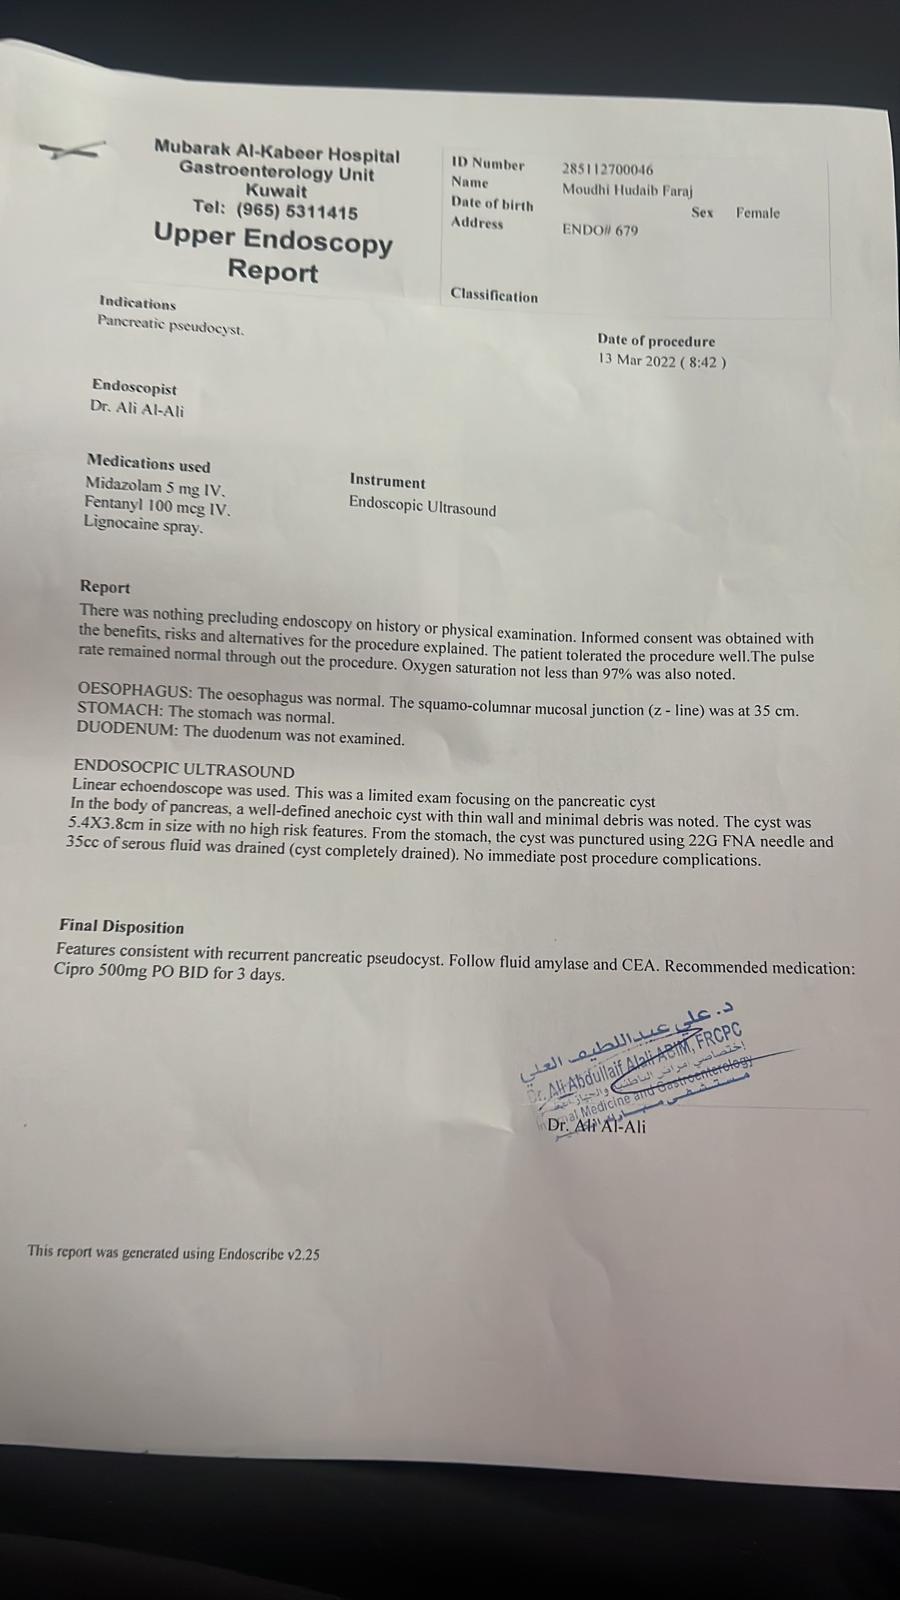 Mubarak Al-Kabeer Hospital
Gastroenterology Unit
Kuwait
Tel: (965) 5311415
Upper Endoscopy
Report
ID Number 285112700046
Name Moudhi Hudaib Faraj
Date of birth Sex Female
Address ENDO# 679
Classification
Indications
Pancreatic pseudocyst.
Date of procedure
13 Mar 2022 ( 8:42 )
Endoscopist
Dr. Ali Al-Ali
Medications used
Midazolam 5 mg IV.
Fentanyl 100 mcg IV.
Lignocaine spray.
Instrument
Endoscopic Ultrasound
Report
There was nothing precluding endoscopy on history or physical examination. Informed consent was obtained with
the benefits, risks and alternatives for the procedure explained. The patient tolerated the procedure well.The pulse
rate remained normal through out the procedure. Oxygen saturation not less than 97% was also noted.
OESOPHAGUS: The oesophagus was normal. The squamo-columnar mucosal junction (z - line) was at 35 cm.
STOMACH: The stomach was normal.
DUODENUM: The duodenum was not examined.
ENDOSOCPIC ULTRASOUND
Linear echoendoscope was used. This was a limited exam focusing on the pancreatic cyst
In the body of pancreas, a well-defined anechoic cyst with thin wall and minimal debris was noted. The cyst was
5.4X3.8cm in size with no high risk features. From the stomach, the cyst was punctured using 22G FNA needle and
35cc of serous fluid was drained (cyst completely drained). No immediate post procedure complications.
Final Disposition
Features consistent with recurrent pancreatic pseudocyst. Follow fluid amylase and CEA. Recommended medication:
Cipro 500mg PO BID for 3 days.
د. علي عبداللطيف العلي
Dr. Ali Abdullaif Alali ABIM, FRCPC
إختصاصي امراض الباطنية والجهاز
Internal Medicine and Gastroenterology
مستشفى مبارك الكبير
Dr. Ali Al-Ali
This report was generated using Endoscribe v2.25